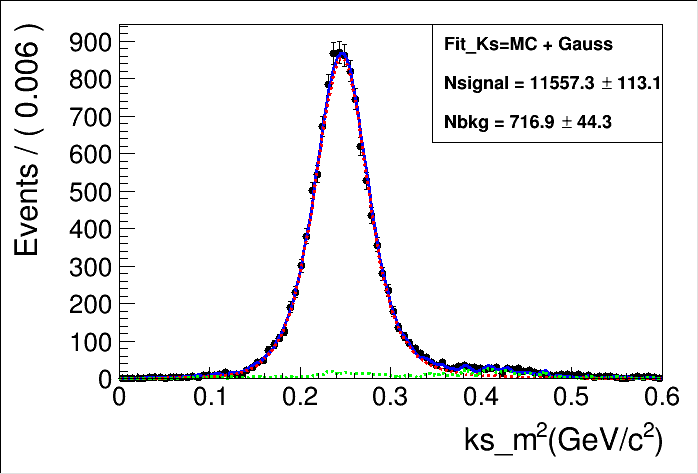 Fit_Ks=MC + Gauss
Nsignal = 11557.3 ± 113.1
Nbkg = 716.9 ± 44.3
Events / ( 0.006 )
900
800
700
600
500
400
300
200
100
0
0 0.1 0.2 0.3 0.4 0.5 0.6
ks_m²(GeV/c²)